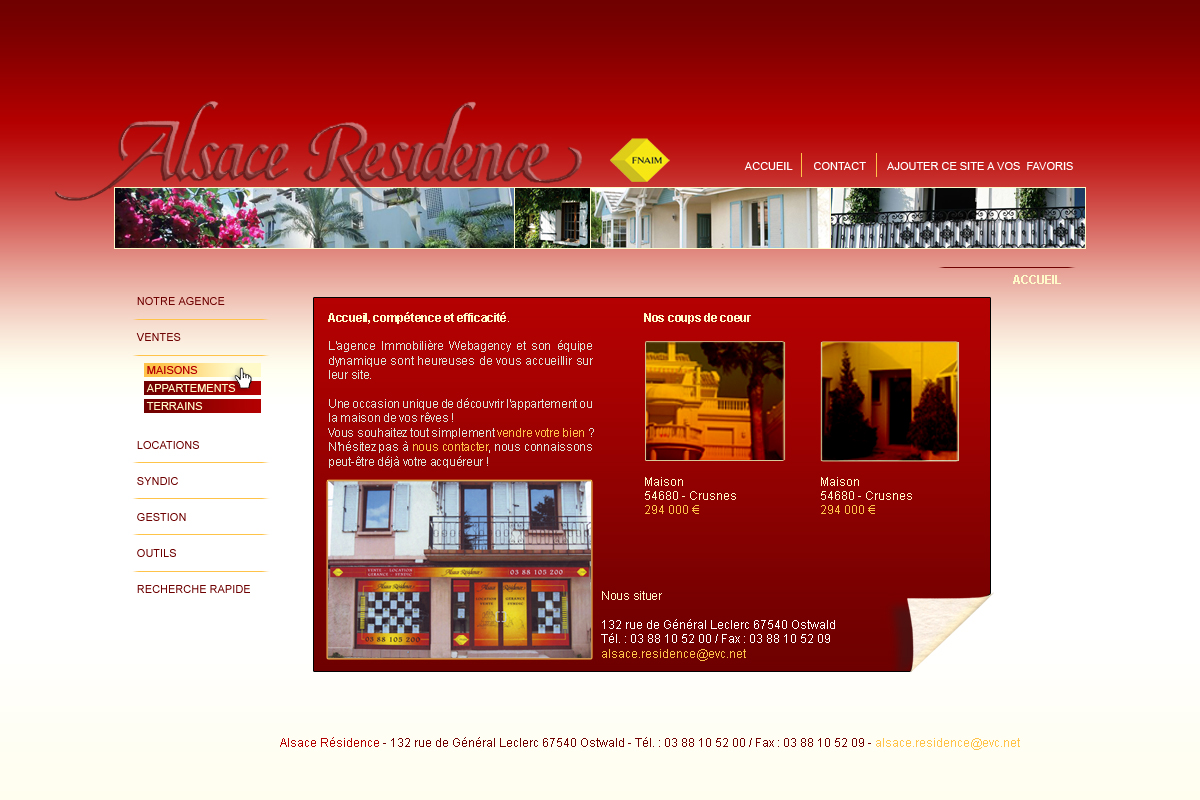 Alsace Residence
FNAIM
ACCUEIL
CONTACT
AJOUTER CE SITE A VOS FAVORIS
ACCUEIL
NOTRE AGENCE
VENTES
MAISONS
APPARTEMENTS
TERRAINS
LOCATIONS
SYNDIC
GESTION
OUTILS
RECHERCHE RAPIDE
Accueil, compétence et efficacité.
L'agence Immobilière Webagency et son équipe
dynamique sont heureuses de vous accueillir sur
leur site.
Une occasion unique de découvrir l'appartement ou
la maison de vos rêves !
Vous souhaitez tout simplement vendre votre bien ?
N'hésitez pas à nous contacter, nous connaissons
peut-être déjà votre acquéreur !
VENTE - LOCATION
GERANCE - SYNDIC
Alsace Residence
03 88 105 200
Alsace Residence
LOCATION
VENTE
GERANCE
SYNDIC
03 88 105 200
Nos coups de coeur
Maison
54680 - Crusnes
294 000 €
Maison
54680 - Crusnes
294 000 €
Nous situer
132 rue de Général Leclerc 67540 Ostwald
Tél. : 03 88 10 52 00 / Fax : 03 88 10 52 09
alsace.residence@evc.net
Alsace Résidence - 132 rue de Général Leclerc 67540 Ostwald - Tél. : 03 88 10 52 00 / Fax : 03 88 10 52 09 - alsace.residence@evc.net